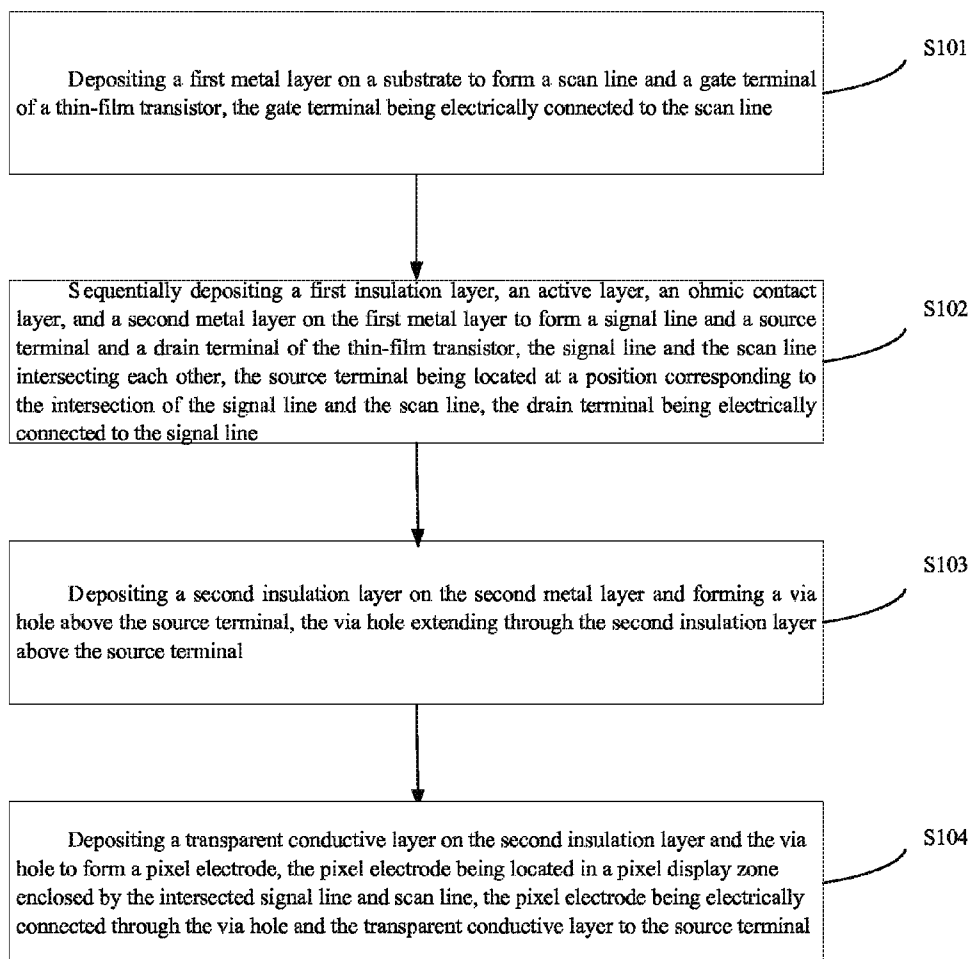 S101
Depositing a first metal layer on a substrate to form a scan line and a gate terminal
of a thin-film transistor, the gate terminal being electrically connected to the scan line
Sequentially depositing a first insulation layer, an active layer, an ohmic contact
layer, and a second metal layer on the first metal layer to form a signal line and a source
terminal and a drain terminal of the thin-film transistor, the signal line and the scan line
intersecting each other, the source terminal being located at a position corresponding to
the intersection of the signal line and the scan line, the drain terminal being electrically
connected to the signal line
S102
Depositing a second insulation layer on the second metal layer and forming a via
hole above the source terminal, the via hole extending through the second insulation layer
above the source terminal
S103
Depositing a transparent conductive layer on the second insulation layer and the via
hole to form a pixel electrode, the pixel electrode being located in a pixel display zone
enclosed by the intersected signal line and scan line, the pixel electrode being electrically
connected through the via hole and the transparent conductive layer to the source terminal
S104